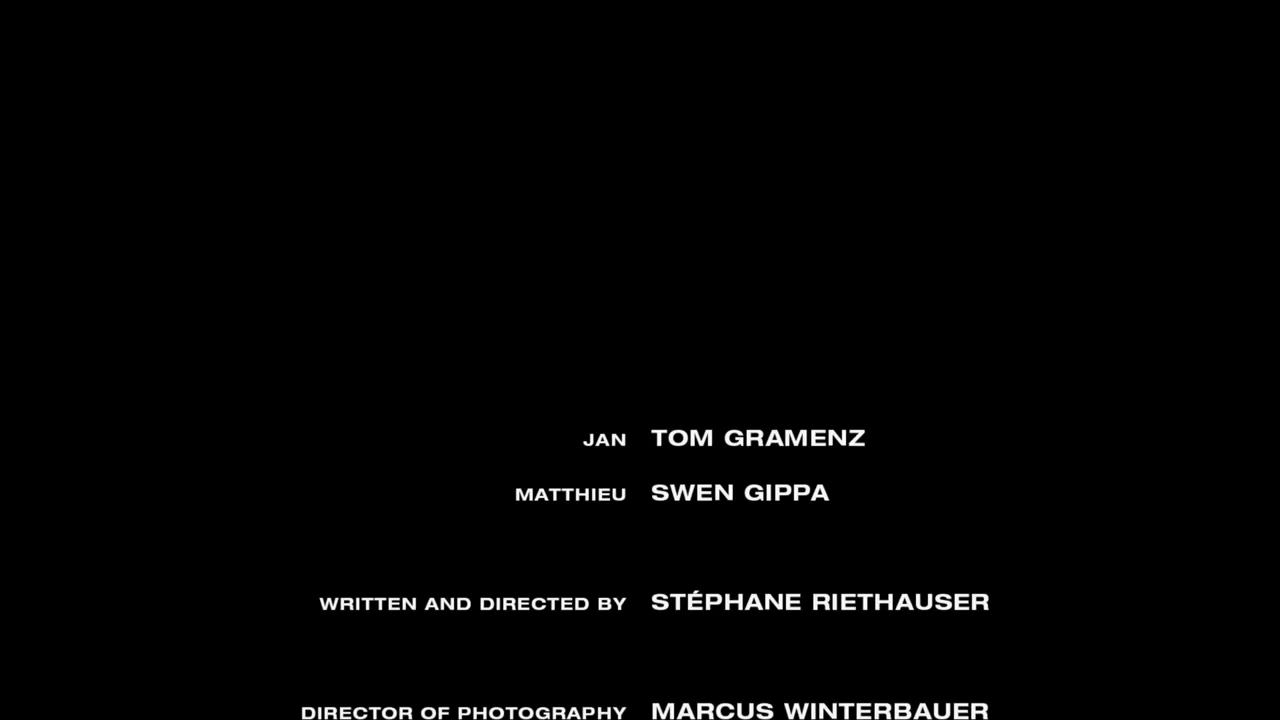 JAN TOM GRAMENZ
MATTHIEU SWEN GIPPA
WRITTEN AND DIRECTED BY STÉPHANE RIETHAUSER
DIRECTOR OF PHOTOGRAPHY MARCUS WINTERBAUER